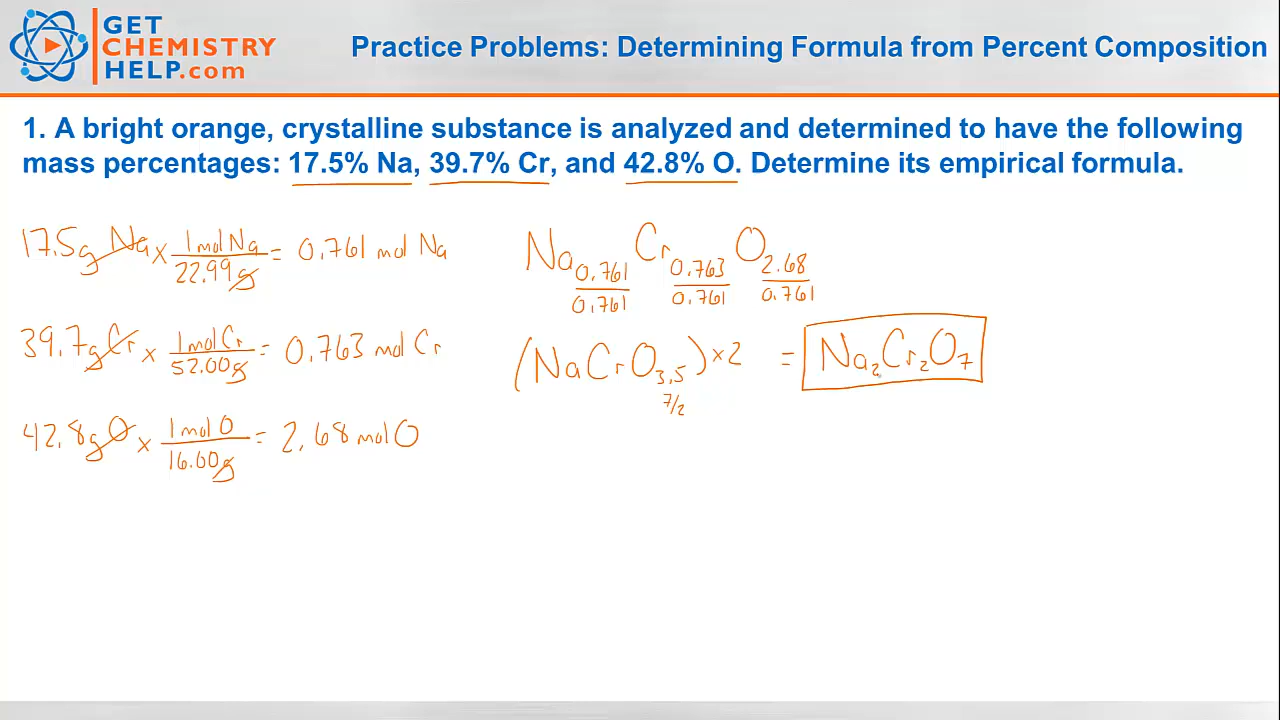 GET
CHEMISTRY
HELP.com
Practice Problems: Determining Formula from Percent Composition
1. A bright orange, crystalline substance is analyzed and determined to have the following
mass percentages: 17.5% Na, 39.7% Cr, and 42.8% O. Determine its empirical formula.
17.5g Na x 1 mol Na / 22.99g = 0.761 mol Na
39.7g Cr x 1 mol Cr / 52.00g = 0.763 mol Cr
42.8g O x 1 mol O / 16.00g = 2.68 mol O
Na 0.761/0.761 Cr 0.763/0.761 O 2.68/0.761
(NaCrO3.5) x 2 = Na2Cr2O7
7/2